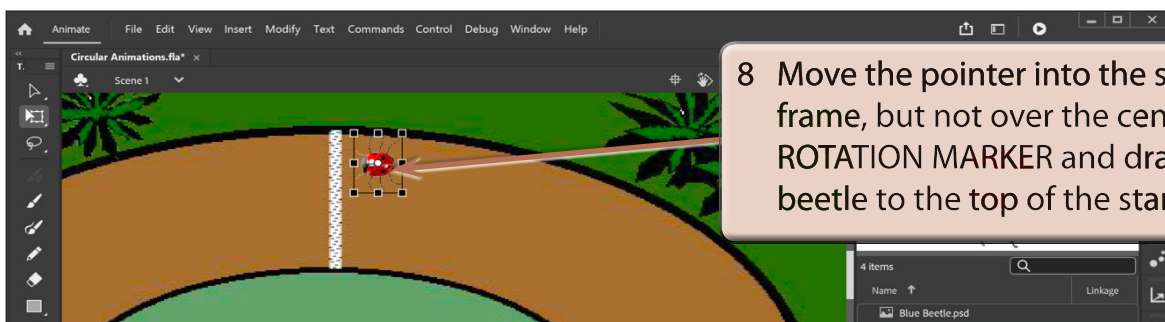 Animate File Edit View Insert Modify Text Commands Control Debug Window Help
Circular Animations.fla* ×
T.
Scene 1
8 Move the pointer into the s
frame, but not over the cen
ROTATION MARKER and dra
beetle to the top of the star
4 items
Name ↑ Linkage
Blue Beetle.psd